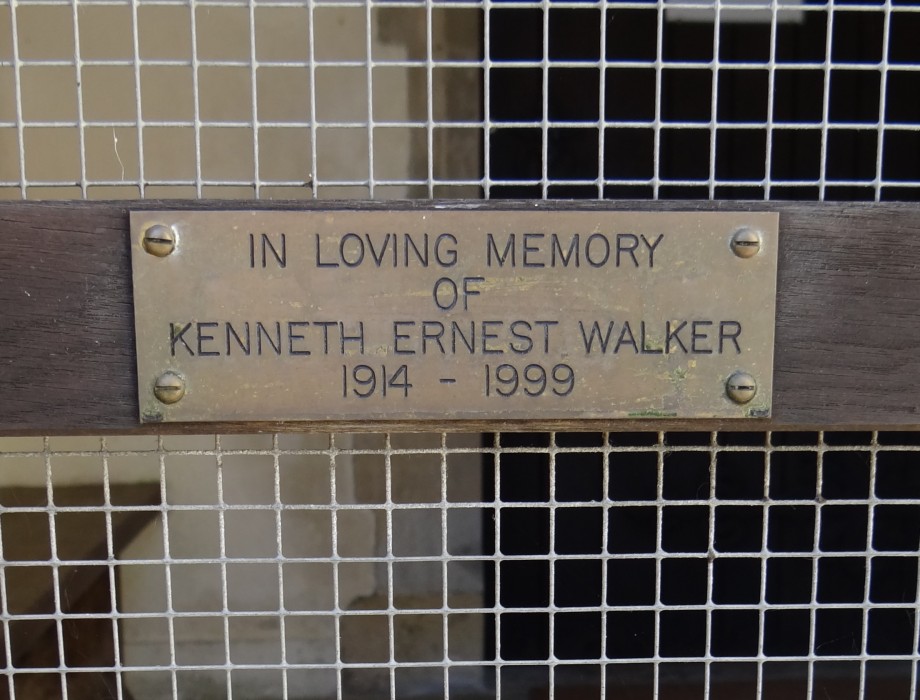 IN LOVING MEMORY
OF
KENNETH ERNEST WALKER
1914 - 1999